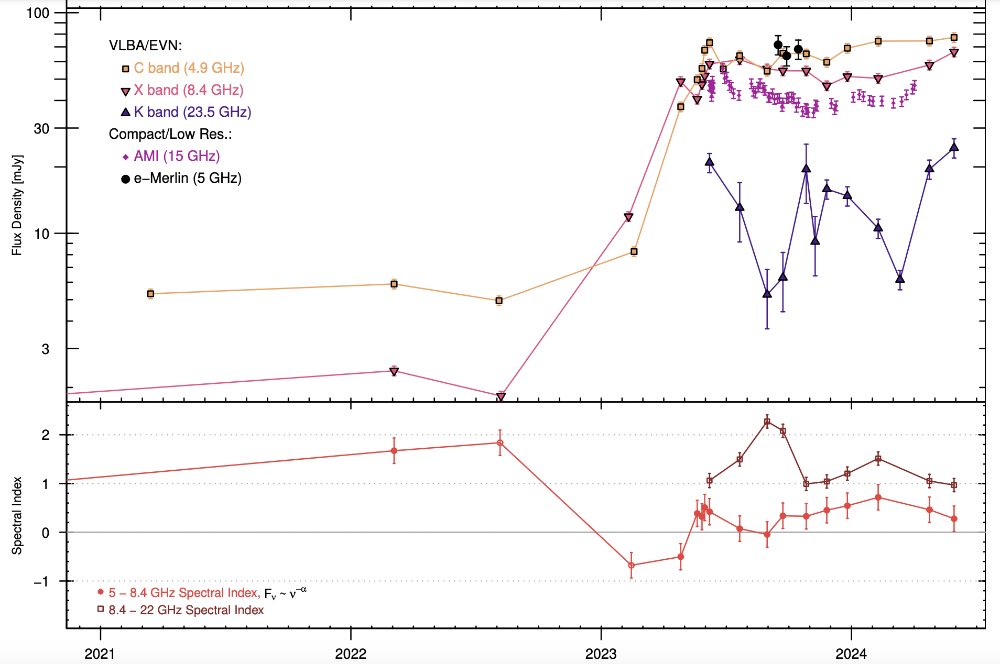 100
30
10
3
Flux Density [mJy]
VLBA/EVN:
C band (4.9 GHz)
X band (8.4 GHz)
K band (23.5 GHz)
Compact/Low Res.:
AMI (15 GHz)
e−Merlin (5 GHz)
2
1
0
−1
Spectral Index
5 − 8.4 GHz Spectral Index, Fν ~ ν−α
8.4 − 22 GHz Spectral Index
2021 2022 2023 2024